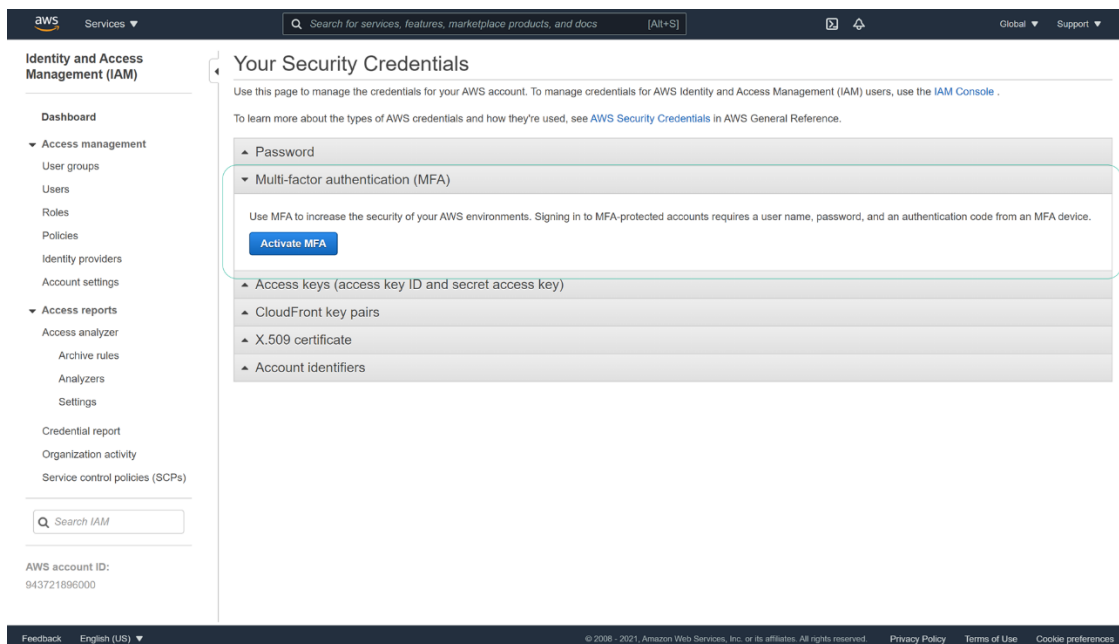 aws Services ▼ Search for services, features, marketplace products, and docs [Alt+S] Global ▼ Support ▼
Identity and Access
Management (IAM)
Dashboard
Access management
User groups
Users
Roles
Policies
Identity providers
Account settings
Access reports
Access analyzer
Archive rules
Analyzers
Settings
Credential report
Organization activity
Service control policies (SCPs)
Search IAM
AWS account ID:
943721896000
Your Security Credentials
Use this page to manage the credentials for your AWS account. To manage credentials for AWS Identity and Access Management (IAM) users, use the IAM Console .
To learn more about the types of AWS credentials and how they're used, see AWS Security Credentials in AWS General Reference.
Password
Multi-factor authentication (MFA)
Use MFA to increase the security of your AWS environments. Signing in to MFA-protected accounts requires a user name, password, and an authentication code from an MFA device.
Activate MFA
Access keys (access key ID and secret access key)
CloudFront key pairs
X.509 certificate
Account identifiers
Feedback English (US) ▼ © 2008 - 2021, Amazon Web Services, Inc. or its affiliates. All rights reserved. Privacy Policy Terms of Use Cookie preferences